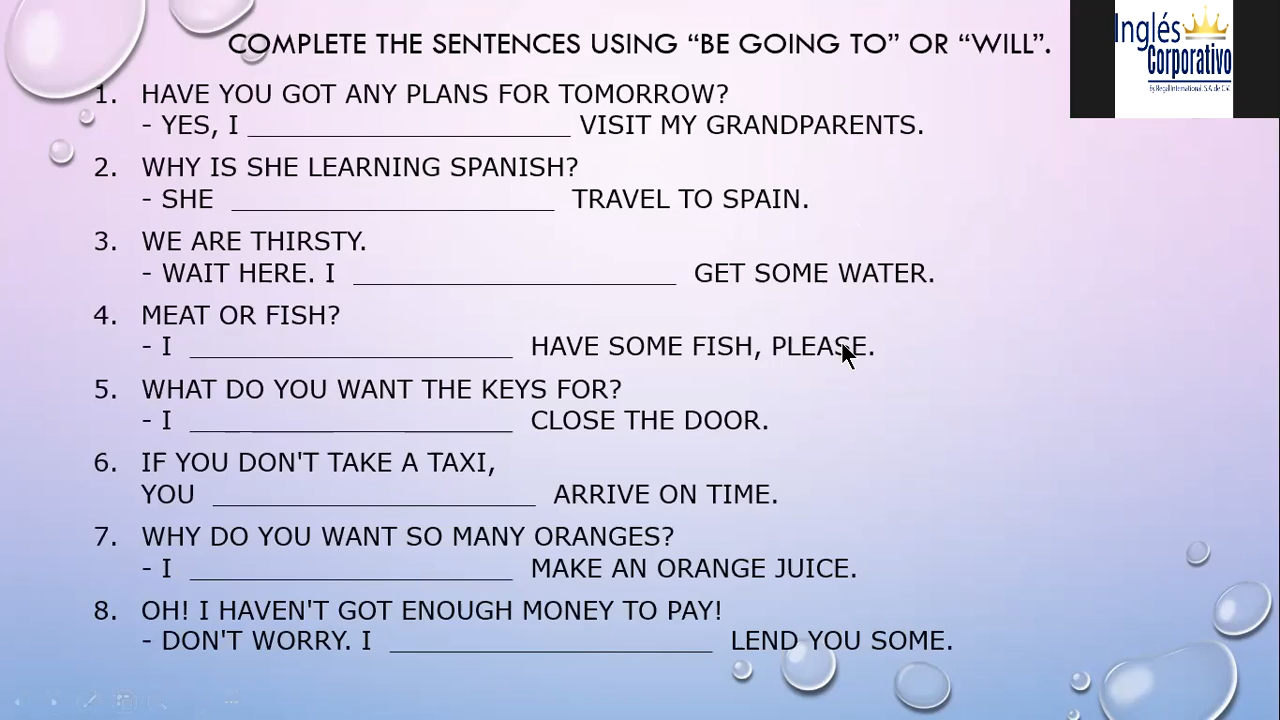 COMPLETE THE SENTENCES USING “BE GOING TO” OR “WILL”.
Inglés
Corporativo
By Regal International, S.A. de C.V.
1. HAVE YOU GOT ANY PLANS FOR TOMORROW?
- YES, I ______________________ VISIT MY GRANDPARENTS.
2. WHY IS SHE LEARNING SPANISH?
- SHE ______________________ TRAVEL TO SPAIN.
3. WE ARE THIRSTY.
- WAIT HERE. I ______________________ GET SOME WATER.
4. MEAT OR FISH?
- I ______________________ HAVE SOME FISH, PLEASE.
5. WHAT DO YOU WANT THE KEYS FOR?
- I ______________________ CLOSE THE DOOR.
6. IF YOU DON'T TAKE A TAXI,
YOU ______________________ ARRIVE ON TIME.
7. WHY DO YOU WANT SO MANY ORANGES?
- I ______________________ MAKE AN ORANGE JUICE.
8. OH! I HAVEN'T GOT ENOUGH MONEY TO PAY!
- DON'T WORRY. I ______________________ LEND YOU SOME.